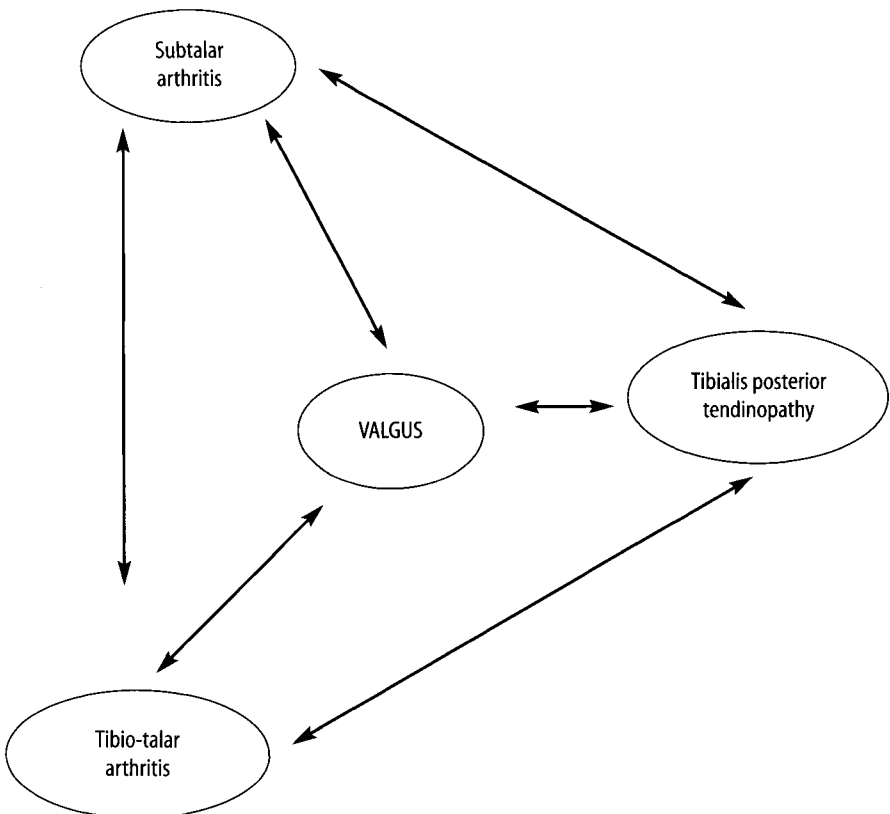 Subtalar
arthritis
VALGUS
Tibialis posterior
tendinopathy
Tibio-talar
arthritis